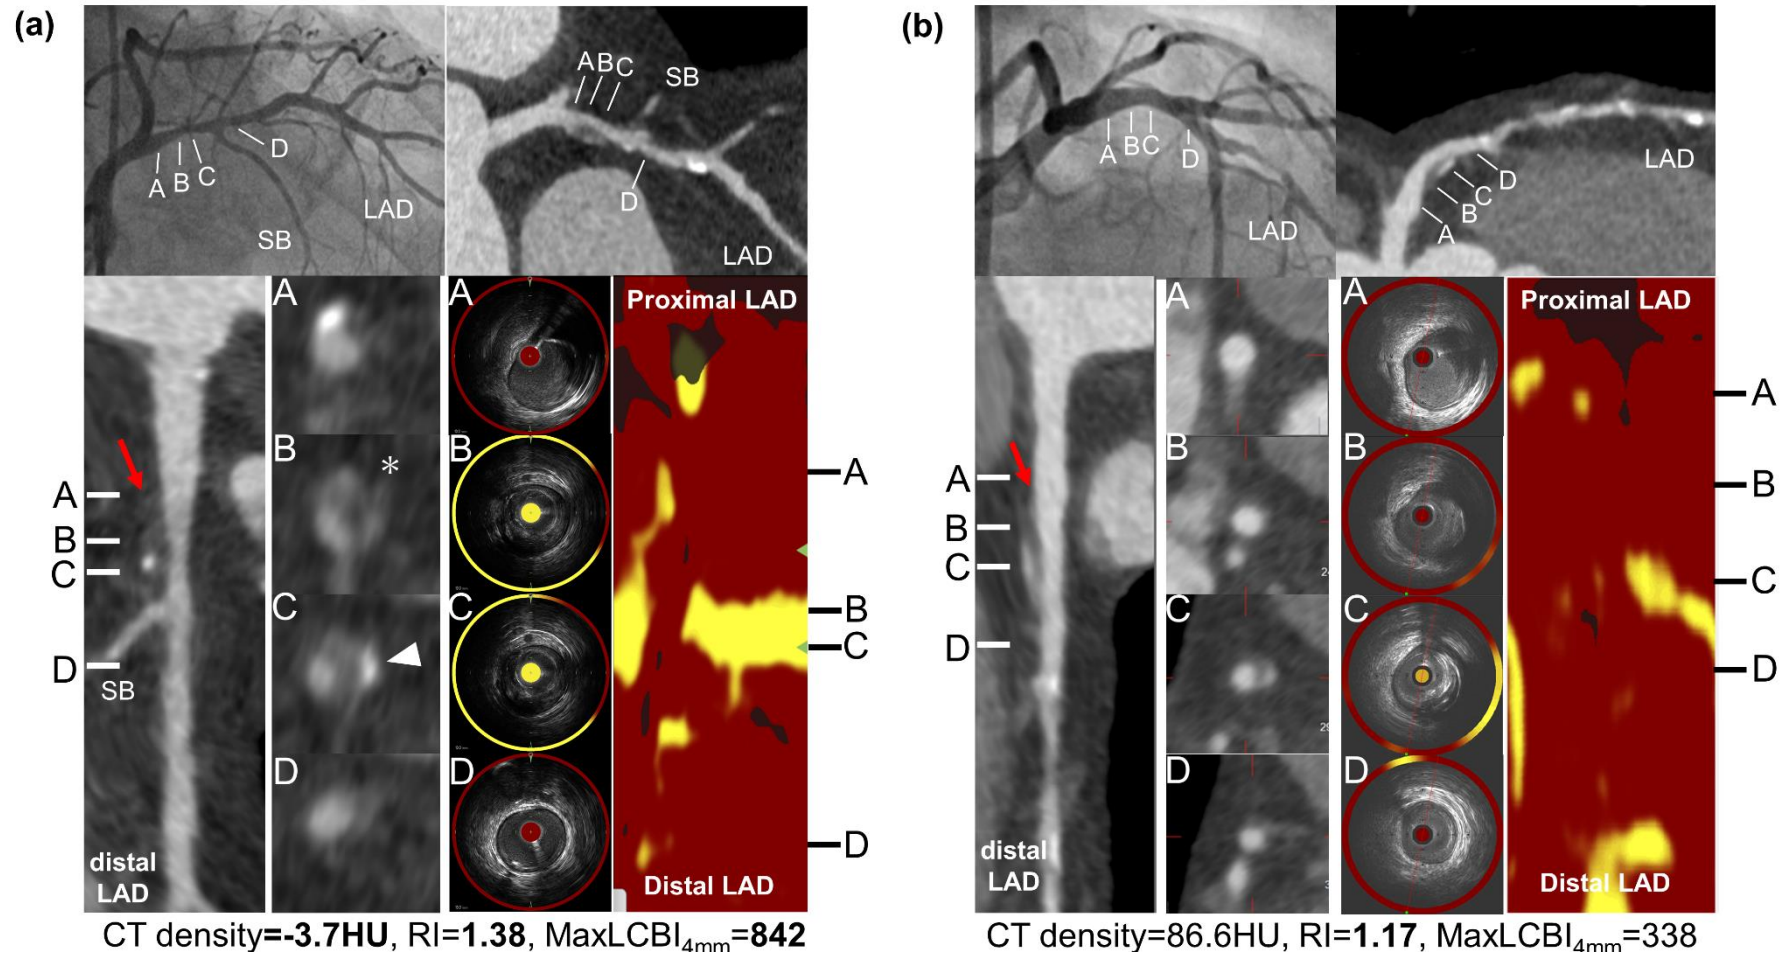 (a)
A B C
SB
A B C
D
D
LAD
SB
LAD
A
B
C
D
SB
distal
LAD
A
B
*
C
D
A
B
C
D
Proximal LAD
A
B
C
D
Distal LAD
CT density=-3.7HU, RI=1.38, MaxLCBI4mm=842
(b)
A B C D
LAD
LAD
D
C
B
A
A
B
C
D
distal
LAD
A
B
C
D
A
B
C
D
Proximal LAD
A
B
C
D
Distal LAD
CT density=86.6HU, RI=1.17, MaxLCBI4mm=338